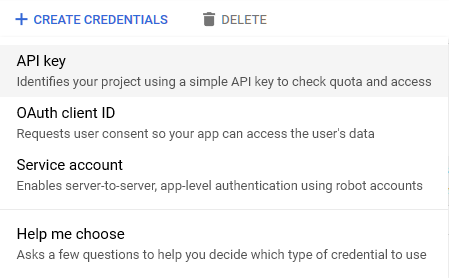 CREATE CREDENTIALS DELETE
API key
Identifies your project using a simple API key to check quota and access
OAuth client ID
Requests user consent so your app can access the user's data
Service account
Enables server-to-server, app-level authentication using robot accounts
Help me choose
Asks a few questions to help you decide which type of credential to use